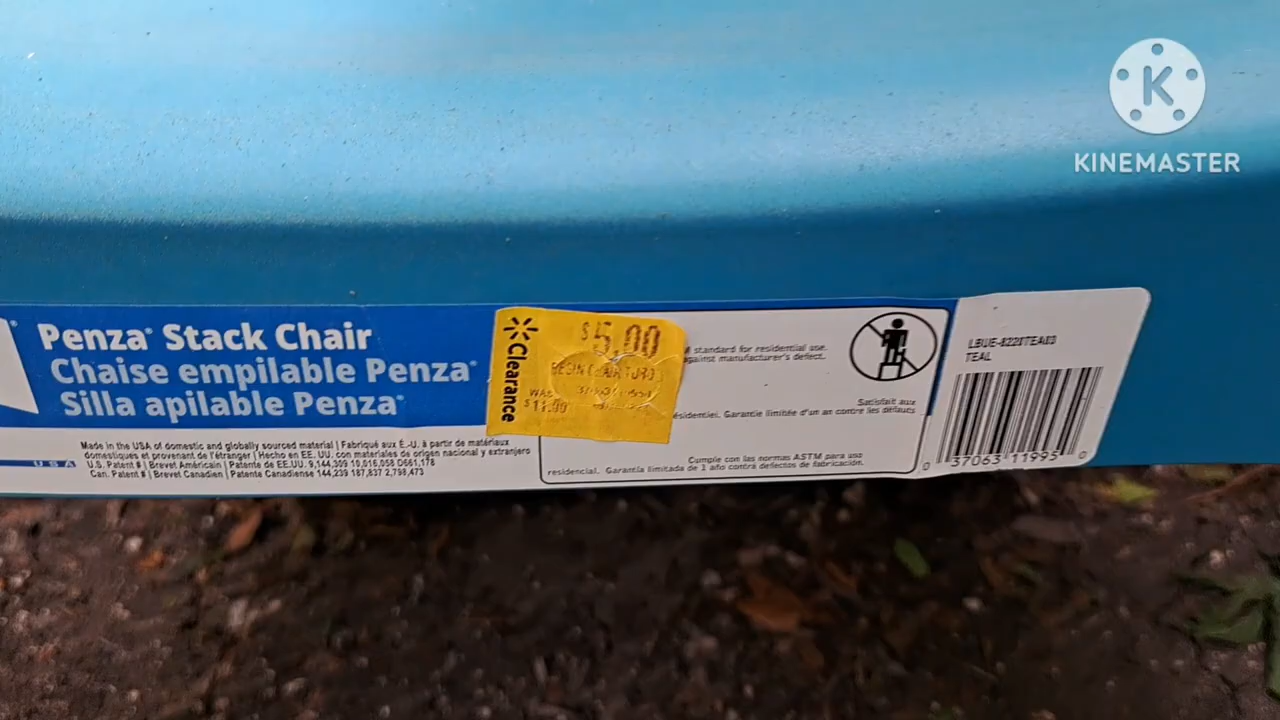 KINEMASTER
Penza® Stack Chair
Chaise empilable Penza®
Silla apilable Penza®
Made in the USA of domestic and globally sourced material | Fabriqué aux É.-U. à partir de matériaux
domestiques et provenant de l'étranger | Hecho en EE. UU. con materiales de origen nacional y extranjero
U.S. Patent # | Brevet Américain | Patente de EE.UU. 9,144,309 10,016,058 D661,178
Can. Patent # | Brevet Canadien | Patente Canadiense 144,239 187,837 2,798,473
USA
Clearance
$5.00
RESIN
WAS
$11.00
standard for residential use.
against manufacturer's defect.
Satisfait aux
résidentiel. Garantie limitée d'un an contre les défauts
Cumple con las normas ASTM para uso
residencial. Garantía limitada de 1 año contra defectos de fabricación.
TEAL
0 37063 11995 0